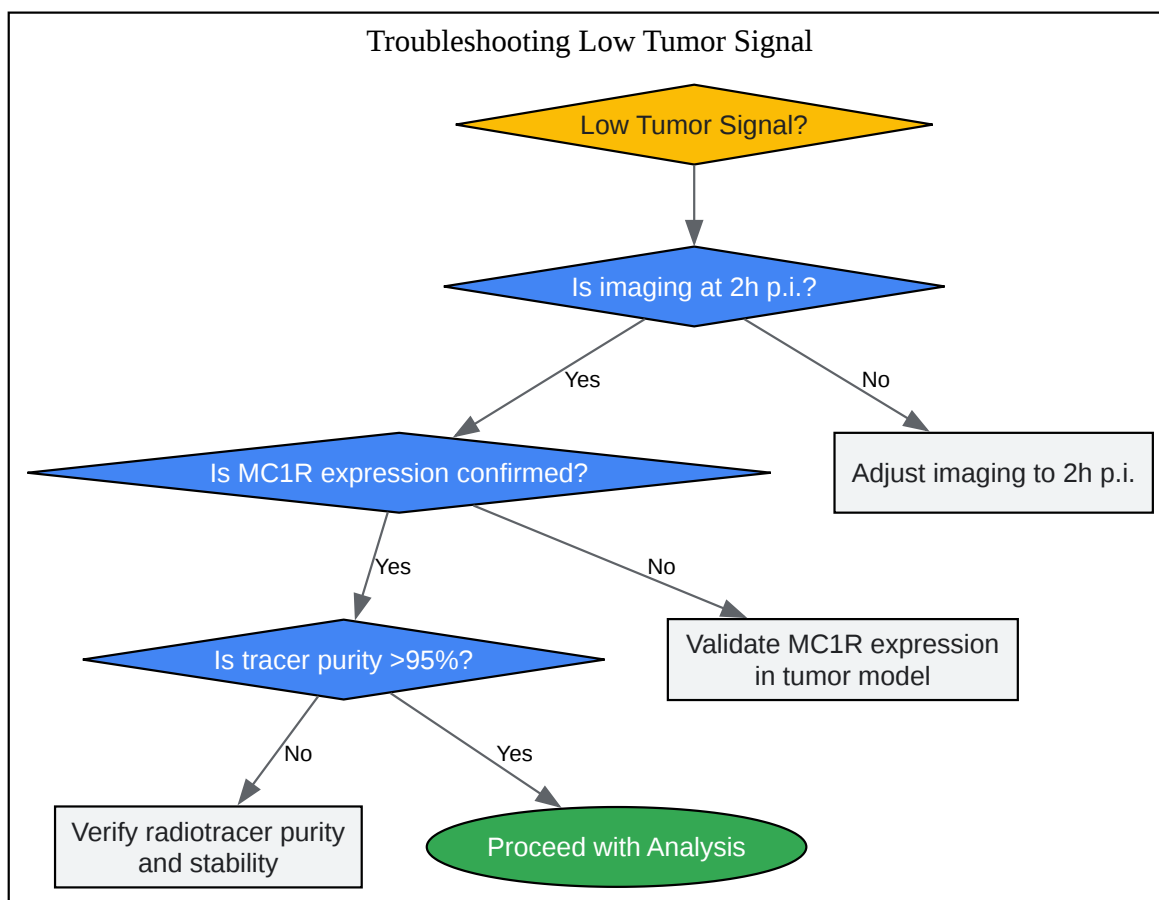 Troubleshooting Low Tumor Signal
Low Tumor Signal?
Is imaging at 2h p.i.?
Yes
No
Is MC1R expression confirmed?
Adjust imaging to 2h p.i.
Yes
No
Is tracer purity >95%?
Validate MC1R expression
in tumor model
No
Yes
Verify radiotracer purity
and stability
Proceed with Analysis